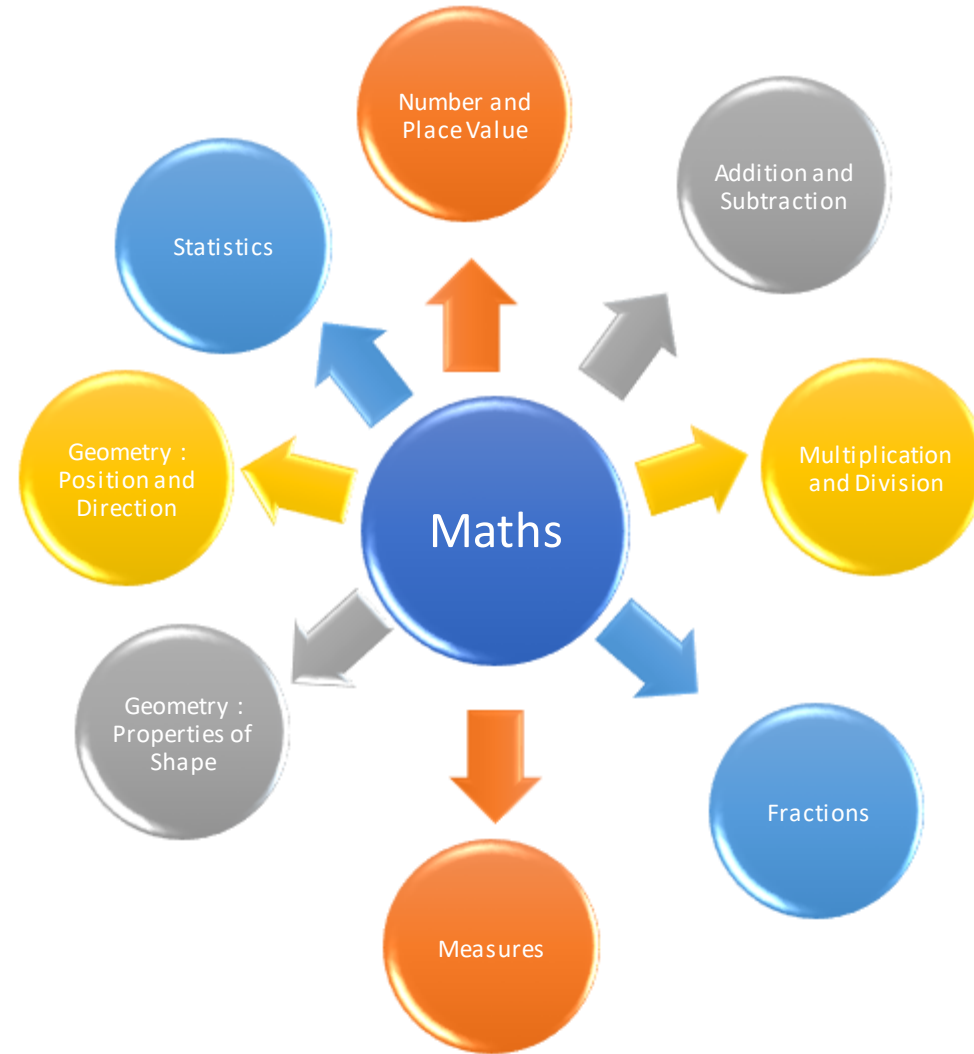 Number and
Place Value
Addition and
Subtraction
Statistics
Multiplication
and Division
Geometry :
Position and
Direction
Maths
Geometry :
Properties of
Shape
Fractions
Measures